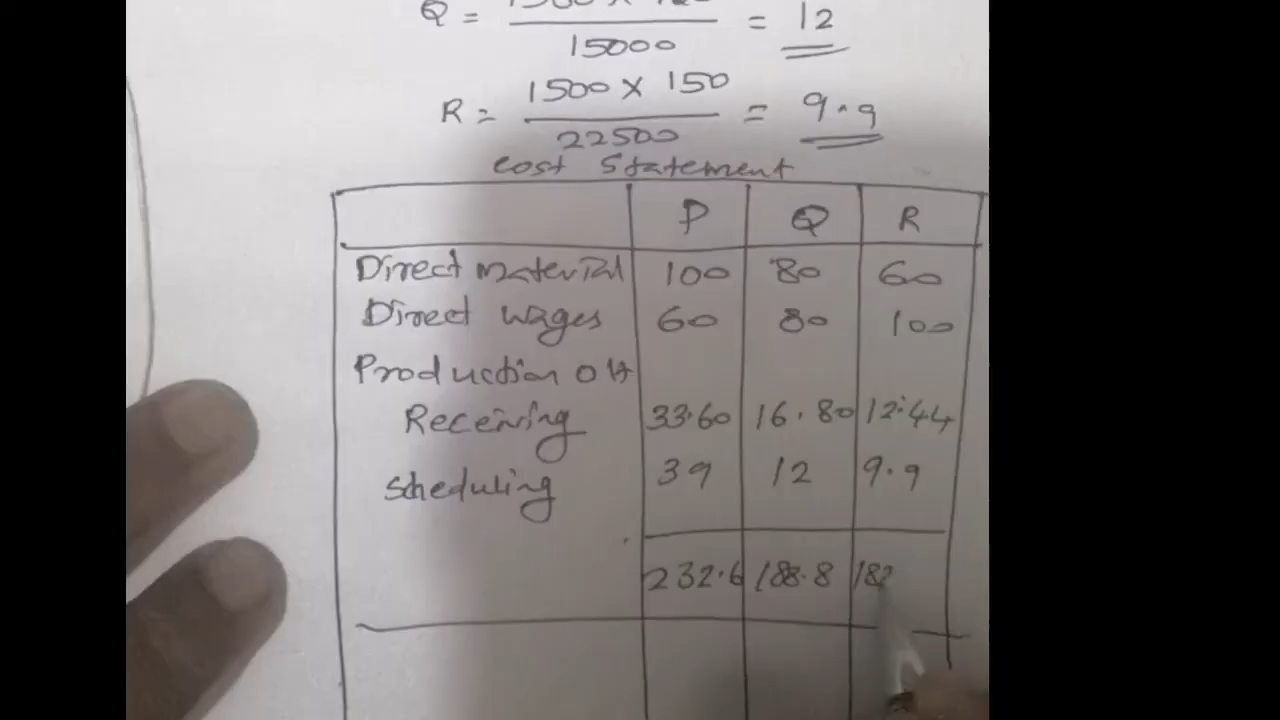 Q = = 12
15000
R = 1500 X 150 = 9.9
22500
Cost Statement
P Q R
Direct material 100 80 60
Direct wages 60 80 100
Production OH
Receiving 33.60 16.80 12.44
Scheduling 39 12 9.9
232.6 188.8 182